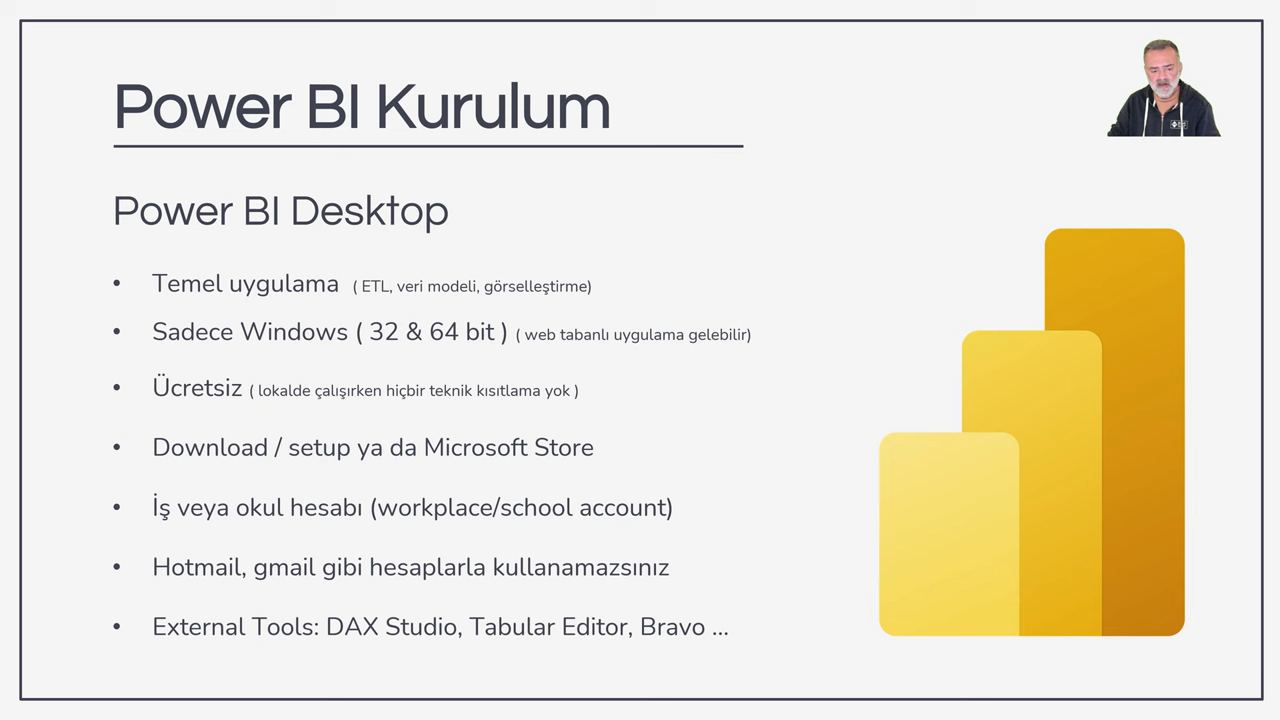 Power BI Kurulum
Power BI Desktop
• Temel uygulama ( ETL, veri modeli, görselleştirme)
• Sadece Windows ( 32 & 64 bit ) ( web tabanlı uygulama gelebilir)
• Ücretsiz ( lokalde çalışırken hiçbir teknik kısıtlama yok )
• Download / setup ya da Microsoft Store
• İş veya okul hesabı (workplace/school account)
• Hotmail, gmail gibi hesaplarla kullanamazsınız
• External Tools: DAX Studio, Tabular Editor, Bravo ...